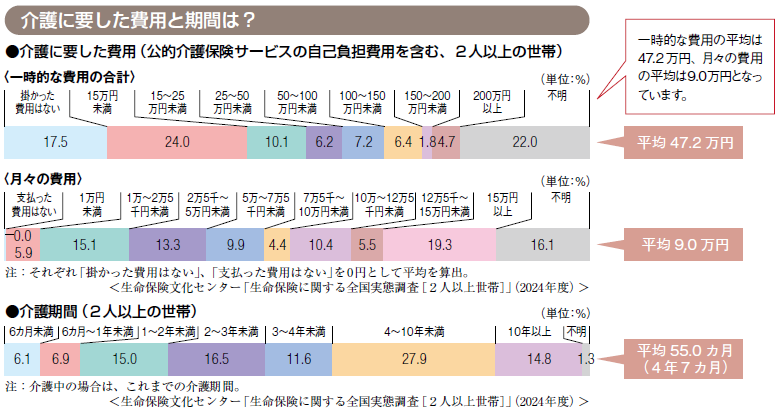 介護に要した費用と期間は？
●介護に要した費用（公的介護保険サービスの自己負担費用を含む、２人以上の世帯）
〈一時的な費用の合計〉
（単位：％）
掛かった
費用はない
15万円
未満
15〜25
万円未満
25〜50
万円未満
50〜100
万円未満
100〜150
万円未満
150〜200
万円未満
200万円
以上
不明
17.5 24.0 10.1 6.2 7.2 6.4 1.8 4.7 22.0
平均 47.2 万円
一時的な費用の平均は
47.2 万円、月々の費用
の平均は9.0万円となっ
ています。
〈月々の費用〉
（単位：％）
支払った
費用はない
１万円
未満
１万〜２万５
千円未満
２万５千〜
５万円未満
５万〜７万５
千円未満
７万５千〜
10万円未満
10万〜12万５
千円未満
12万５千〜
15万円未満
15万円
以上
不明
0.0
5.9 15.1 13.3 9.9 4.4 10.4 5.5 19.3 16.1
平均 9.0 万円
注：それぞれ「掛かった費用はない」、「支払った費用はない」を０円として平均を算出。
＜生命保険文化センター「生命保険に関する全国実態調査［２人以上世帯］」（2024年度）＞
●介護期間（２人以上の世帯）
（単位：％）
６カ月未満 ６カ月〜１年未満 １〜２年未満 ２〜３年未満 ３〜４年未満 ４〜10年未満 10年以上 不明
6.1 6.9 15.0 16.5 11.6 27.9 14.8 1.3
平均 55.0 カ月
（４年７カ月）
注：介護中の場合は、これまでの介護期間。
＜生命保険文化センター「生命保険に関する全国実態調査［２人以上世帯］」（2024年度）＞